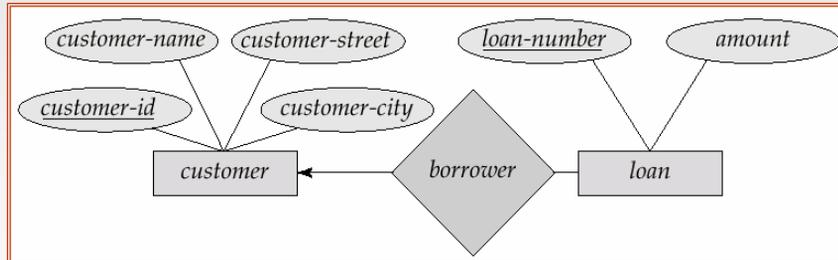 customer-name customer-street loan-number amount
customer-id customer-city
customer borrower loan